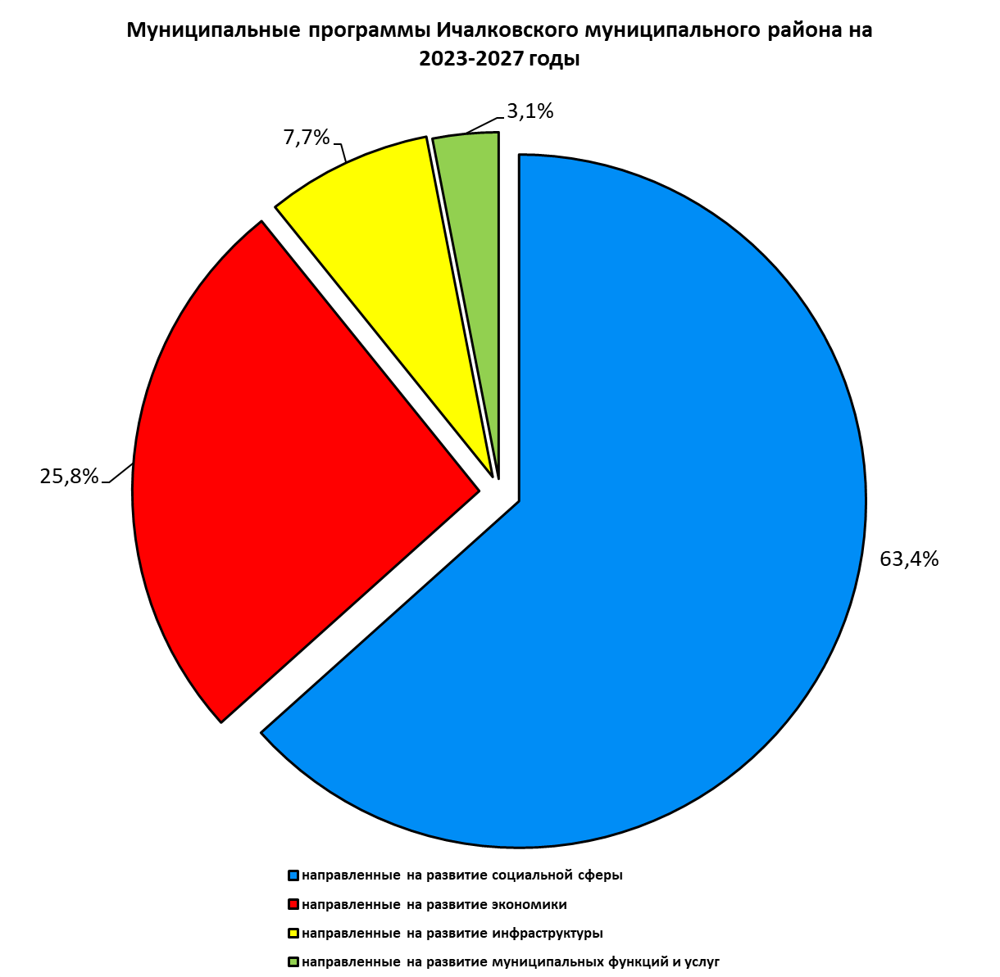 Муниципальные программы Ичалковского муниципального района на
2023-2027 годы
3,1%
7,7%
25,8%
63,4%
направленные на развитие социальной сферы
направленные на развитие экономики
направленные на развитие инфраструктуры
направленные на развитие муниципальных функций и услуг